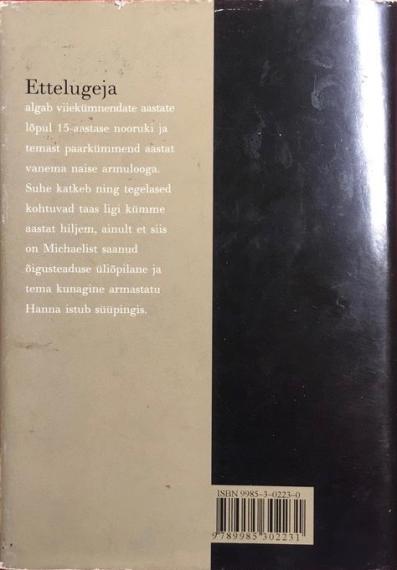 Ettelugeja
algab viiekümnendate aastate
lõpul 15-aastase nooruki ja
temast paarkümmend aastat
vanema naise armulooga.
Suhe katkeb ning tegelased
kohtuvad taas ligi kümme
aastat hiljem, ainult et siis
on Michaelist saanud
õigusteaduse üliõpilane ja
tema kunagine armastatu
Hanna istub süüpingis.
ISBN 9985-3-0223-0
9789985302231